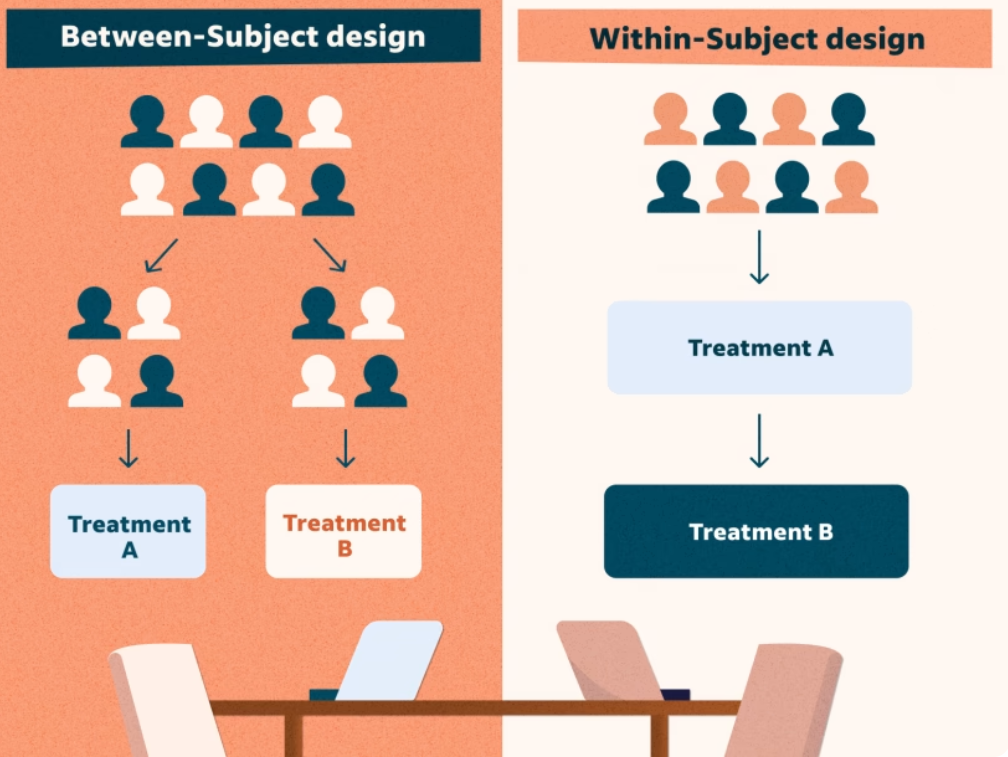 Between-Subject design
Within-Subject design
Treatment
A
Treatment
B
Treatment A
Treatment B